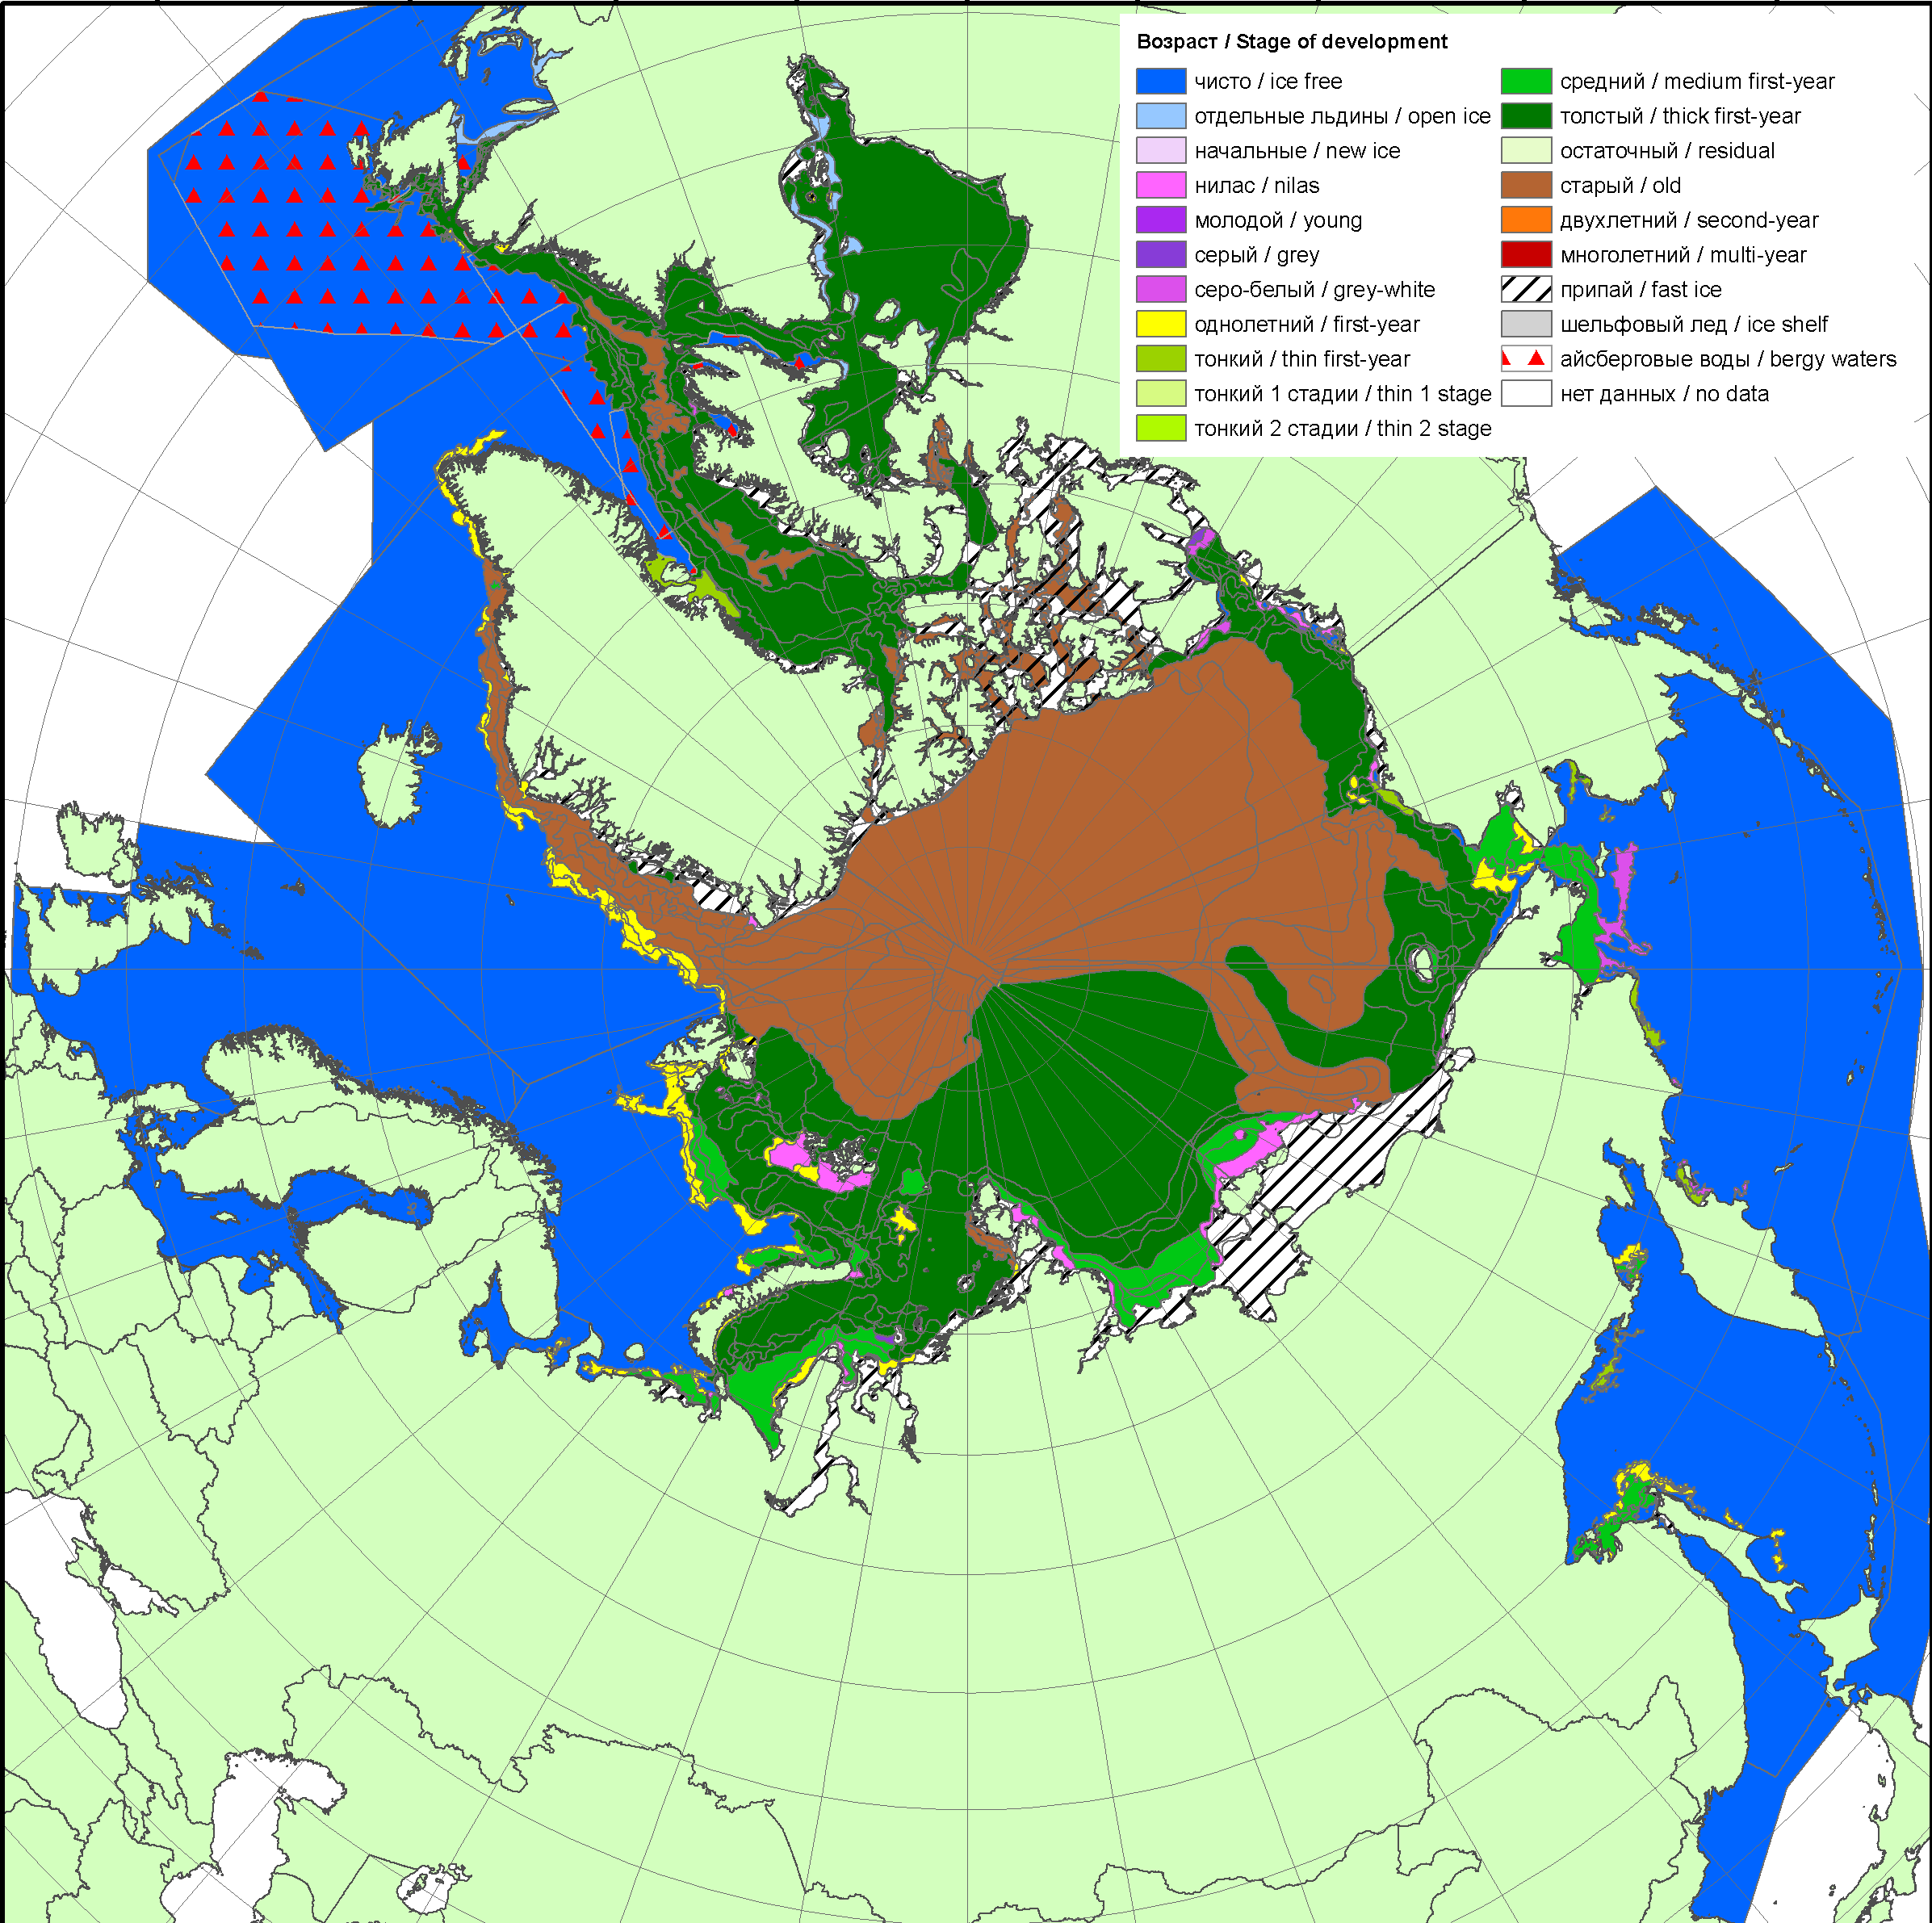 Возраст / Stage of development
чисто / ice free
отдельные льдины / open ice
начальные / new ice
нилас / nilas
молодой / young
серый / grey
серо-белый / grey-white
однолетний / first-year
тонкий / thin first-year
тонкий 1 стадии / thin 1 stage
тонкий 2 стадии / thin 2 stage
средний / medium first-year
толстый / thick first-year
остаточный / residual
старый / old
двухлетний / second-year
многолетний / multi-year
припай / fast ice
шельфовый лед / ice shelf
айсберговые воды / bergy waters
нет данных / no data